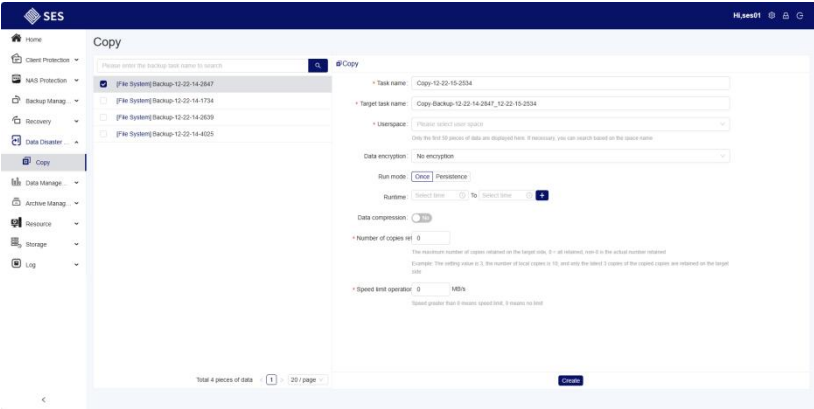 SES
Hi,ses01
Home
Client Protection
NAS Protection
Backup Manag...
Recovery
Data Disaster ...
Copy
Data Manage...
Archive Manag...
Resource
Storage
Log
Copy
Please enter the backup task name to search
[File System] Backup-12-22-14-2847
[File System] Backup-12-22-14-1734
[File System] Backup-12-22-14-2639
[File System] Backup-12-22-14-4025
Total 4 pieces of data < 1 > 20 / page
Copy
* Task name: Copy-12-22-15-2534
* Target task name: Copy-Backup-12-22-14-2847_12-22-15-2534
* Userspace: Please select user space
Only the first 50 pieces of data are displayed here. If necessary, you can search based on the space name
Data encryption: No encryption
Run mode: Once Persistence
Runtime: Select time To Select time +
Data compression: No
* Number of copies ret 0
The maximum number of copies retained on the target side, 0 = all retained, non-0 is the actual number retained
Example: The setting value is 3, the number of local copies is 10, and only the latest 3 copies of the copied copies are retained on the target
side
* Speed limit operation 0 MB/s
Speed greater than 0 means speed limit, 0 means no limit
Create